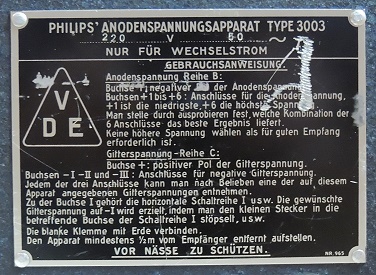 PHILIPS' ANODENSPANNUNGSAPPARAT TYPE 3003
220 V 50 ~
NUR FÜR WECHSELSTROM
GEBRAUCHSANWEISUNG.
Anodenspannung Reihe B:
Buchse -: negativer der Anodenspannung.
Buchsen +1 bis +6: Anschlüsse für die Anodenspannung,
+1 ist die niedrigste, +6 die höchste Spannung.
Man stelle durch ausprobieren fest, welche Kombination der
6 Anschlüsse das beste Ergebnis liefert.
Keine höhere Spannung wählen als für guten Empfang
erforderlich ist.
Gitterspannung-Reihe C:
Buchse +: positiver Pol der Gitterspannung.
Buchsen -I -II und -III: Anschlüsse für negative Gitterspannung.
Jedem der drei Anschlüsse kann man nach Belieben eine der auf diesem
Apparat angegebenen Gitterspannungen entnehmen.
Zu der Buchse I gehört die horizontale Schaltreihe I usw. Die gewünschte
Gitterspannung auf -I wird erzielt, indem man den kleinen Stecker in die
betreffende Buchse der Schaltreihe I stöpselt, usw.
Die blanke Klemme mit Erde verbinden.
Den Apparat mindestens ½m vom Empfänger entfernt aufstellen.
VOR NÄSSE ZU SCHÜTZEN.
NR. 965
V
D E